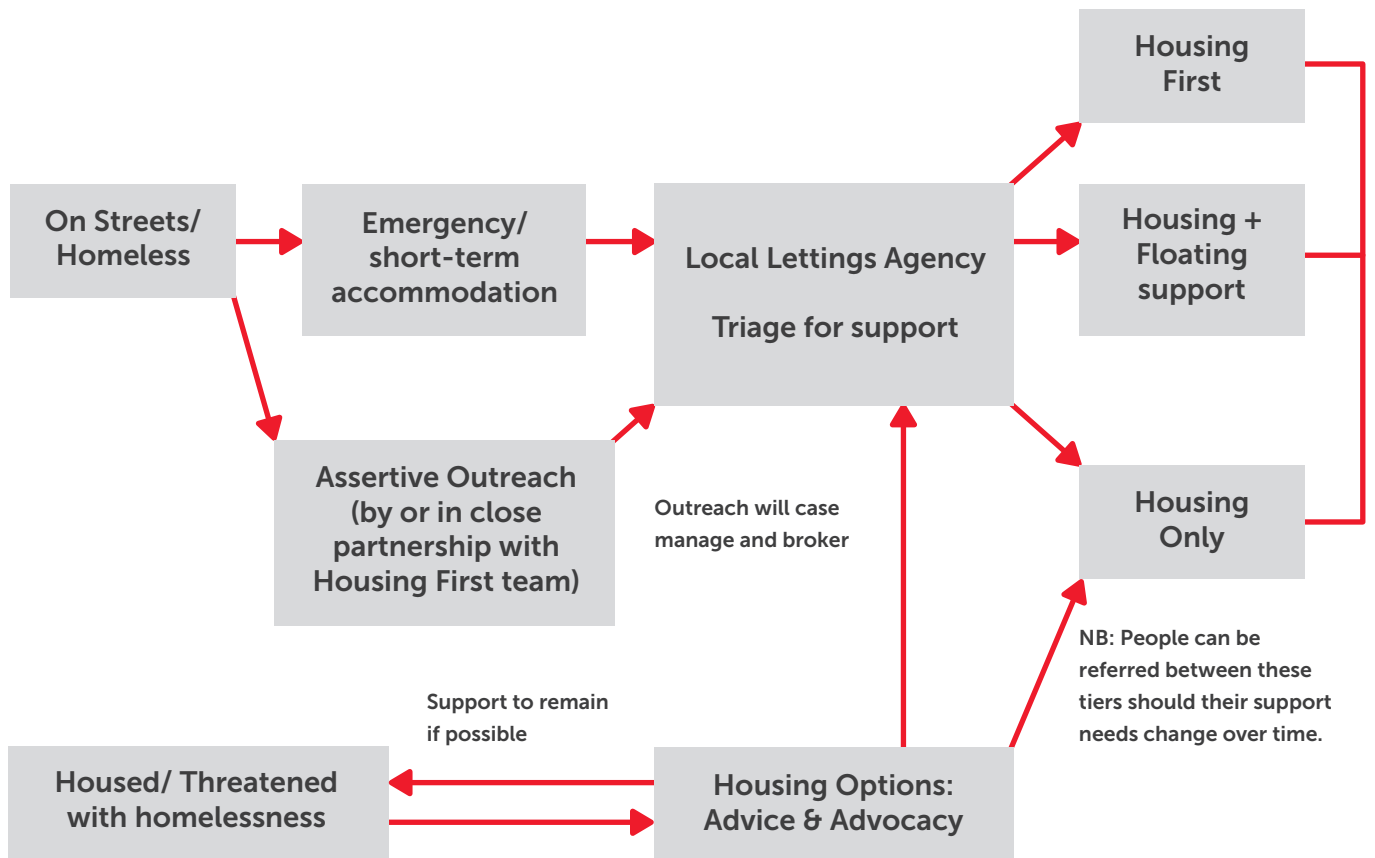 Housing
First
On Streets/
Homeless
Emergency/
short-term
accommodation
Local Lettings Agency
Triage for support
Housing +
Floating
support
Assertive Outreach
(by or in close
partnership with
Housing First team)
Outreach will case
manage and broker
Housing
Only
NB: People can be
referred between these
tiers should their support
needs change over time.
Support to remain
if possible
Housed/ Threatened
with homelessness
Housing Options:
Advice & Advocacy